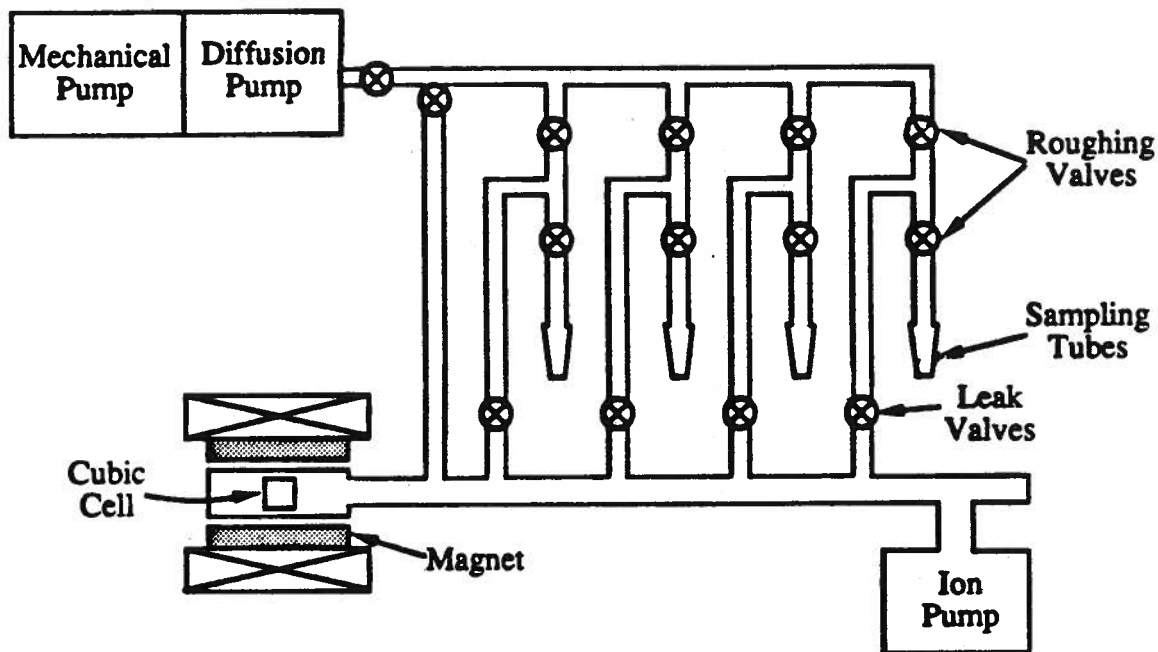 Mechanical
Pump
Diffusion
Pump
Roughing
Valves
Sampling
Tubes
Leak
Valves
Cubic
Cell
Magnet
Ion
Pump